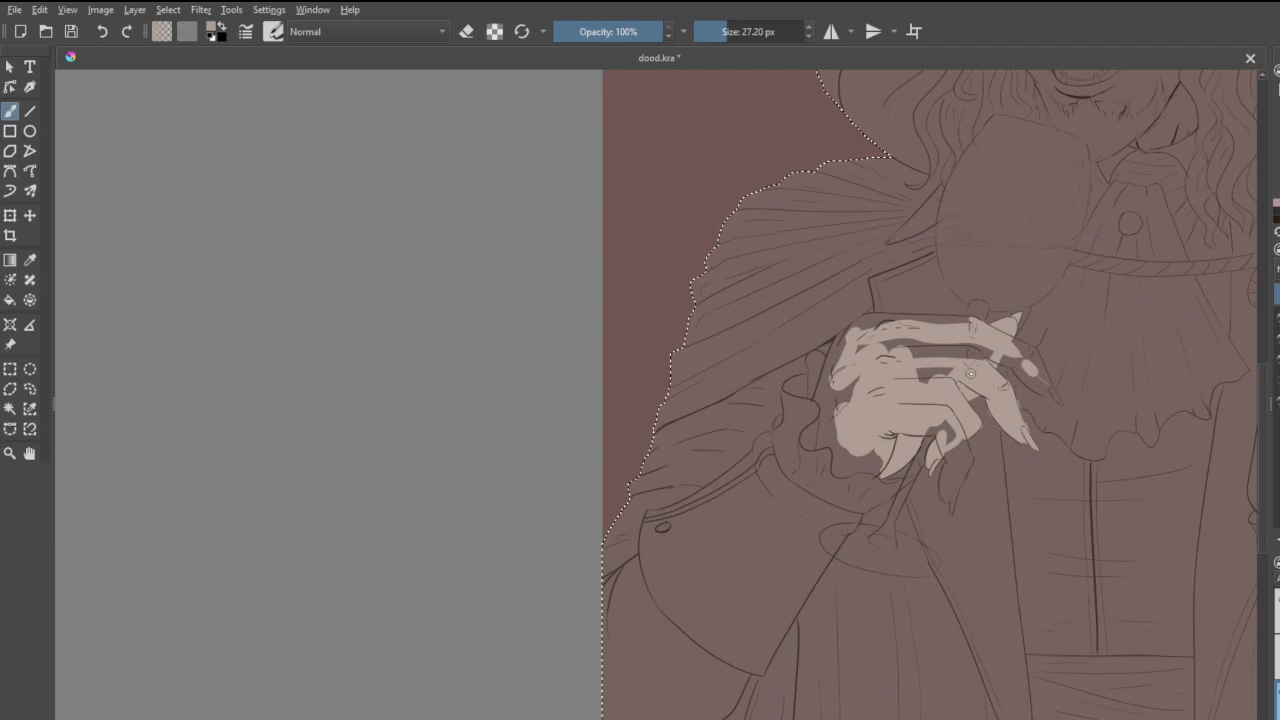 File Edit View Image Layer Select Filter Tools Settings Window Help
Normal Opacity: 100% Size: 27.20 px
dood.kra *